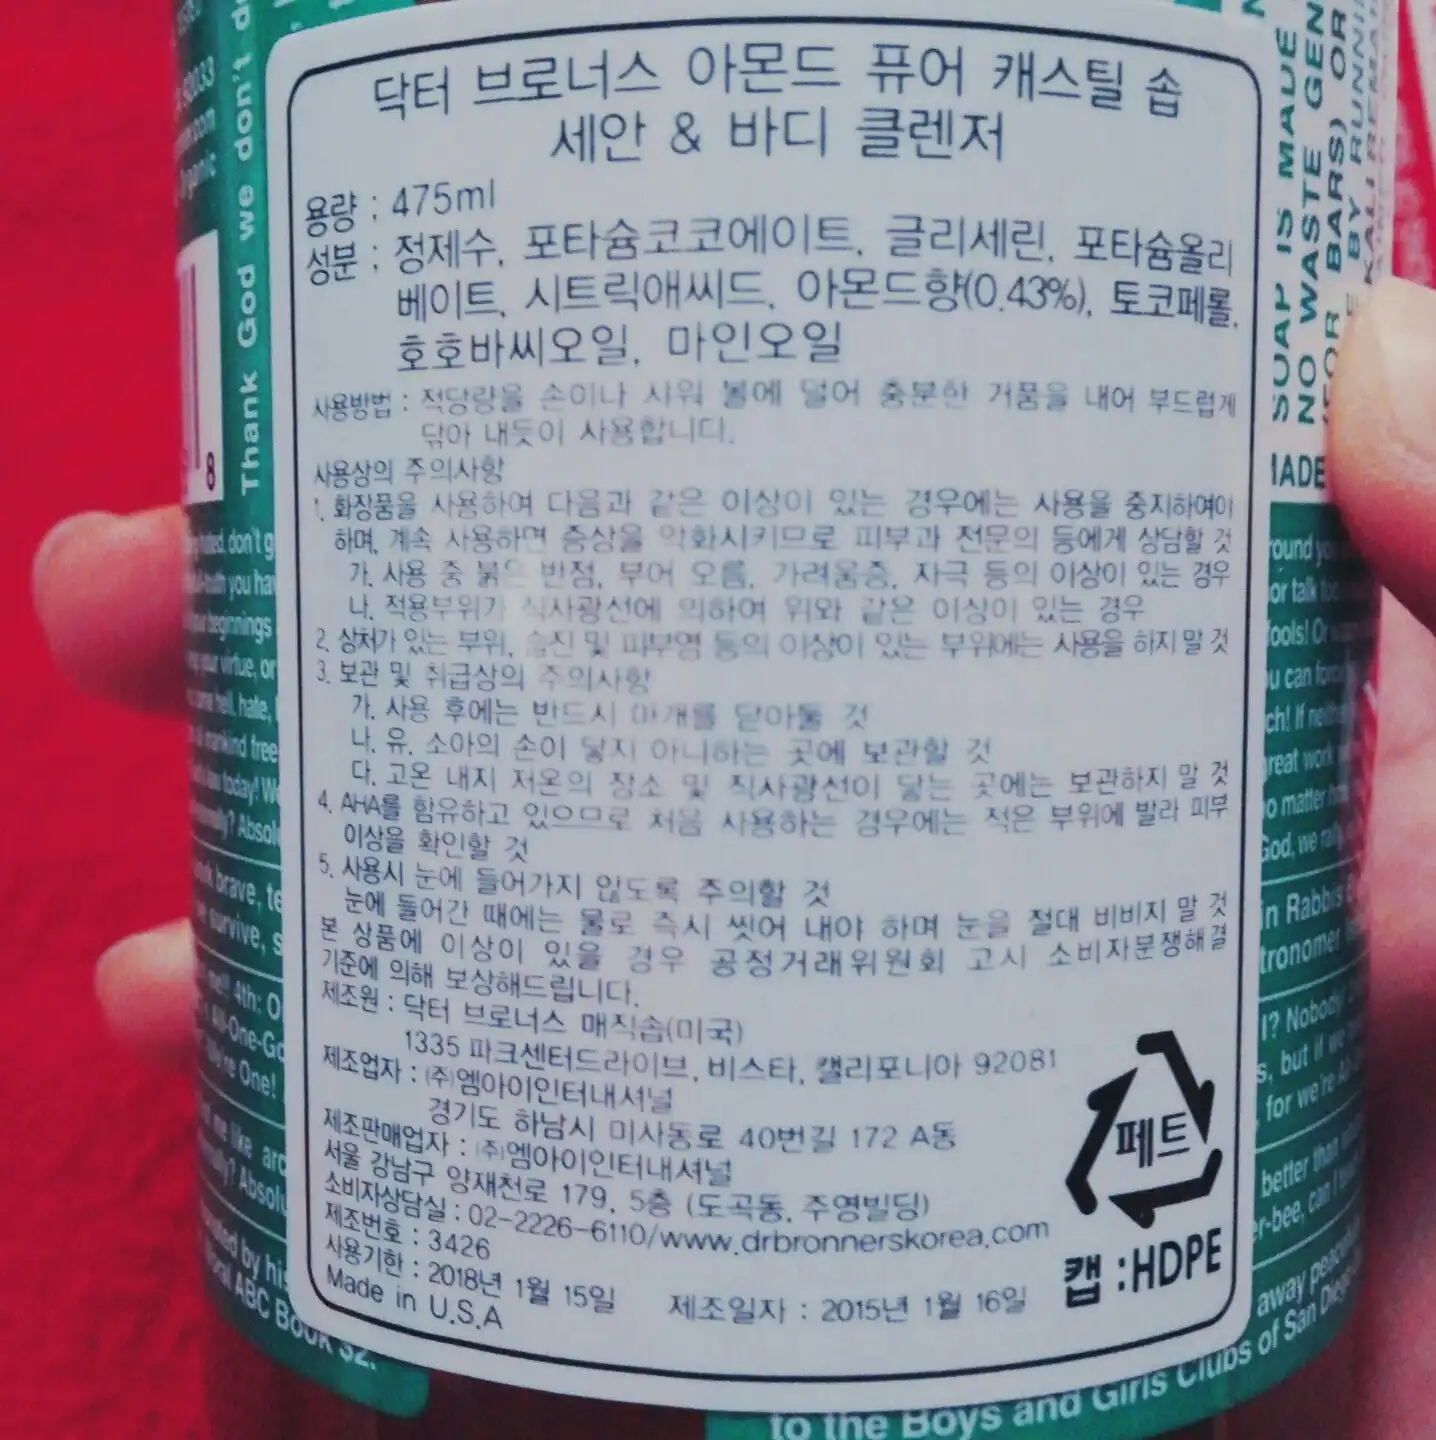 닥터 브로너스 아몬드 퓨어 캐스틸 솝
세안 & 바디 클렌저
용량 : 475ml
성분 : 정제수, 포타슘코코에이트, 글리세린, 포타슘올리
베이트, 시트릭애씨드, 아몬드향(0.43%), 토코페롤,
호호바씨오일, 마인오일
사용방법 : 적당량을 손이나 샤워 볼에 덜어 충분한 거품을 내어 부드럽게
닦아 내듯이 사용합니다.
사용상의 주의사항
1. 화장품을 사용하여 다음과 같은 이상이 있는 경우에는 사용을 중지하여야
하며, 계속 사용하면 증상을 악화시키므로 피부과 전문의 등에게 상담할 것
가. 사용 중 붉은 반점, 부어 오름, 가려움증, 자극 등의 이상이 있는 경우
나. 적용부위가 직사광선에 의하여 위와 같은 이상이 있는 경우
2. 상처가 있는 부위, 습진 및 피부염 등의 이상이 있는 부위에는 사용을 하지 말 것
3. 보관 및 취급상의 주의사항
가. 사용 후에는 반드시 마개를 닫아둘 것
나. 유, 소아의 손이 닿지 아니하는 곳에 보관할 것
다. 고온 내지 저온의 장소 및 직사광선이 닿는 곳에는 보관하지 말 것
4. AHA를 함유하고 있으므로 처음 사용하는 경우에는 적은 부위에 발라 피부
이상을 확인할 것
5. 사용시 눈에 들어가지 않도록 주의할 것
눈에 들어간 때에는 물로 즉시 씻어 내야 하며 눈을 절대 비비지 말 것
본 상품에 이상이 있을 경우 공정거래위원회 고시 소비자분쟁해결
기준에 의해 보상해드립니다.
제조원 : 닥터 브로너스 매직솝(미국)
1335 파크센터드라이브, 비스타, 캘리포니아 92081
제조업자 : (주)엠아이인터내셔널
경기도 하남시 미사동로 40번길 172 A동
제조판매업자 : (주)엠아이인터내셔널
서울 강남구 양재천로 179, 5층 (도곡동, 주영빌딩)
소비자상담실 : 02-2226-6110/www.drbronnerskorea.com
제조번호 : 3426
사용기한 : 2018년 1월 15일 제조일자 : 2015년 1월 16일
Made in U.S.A
페트
캡 :HDPE
Thank God we don't
8
SOAP IS MADE
NO WASTE GEN
BARS) OR
BY RUNNIN
to the Boys and Girls Clubs of San Diego